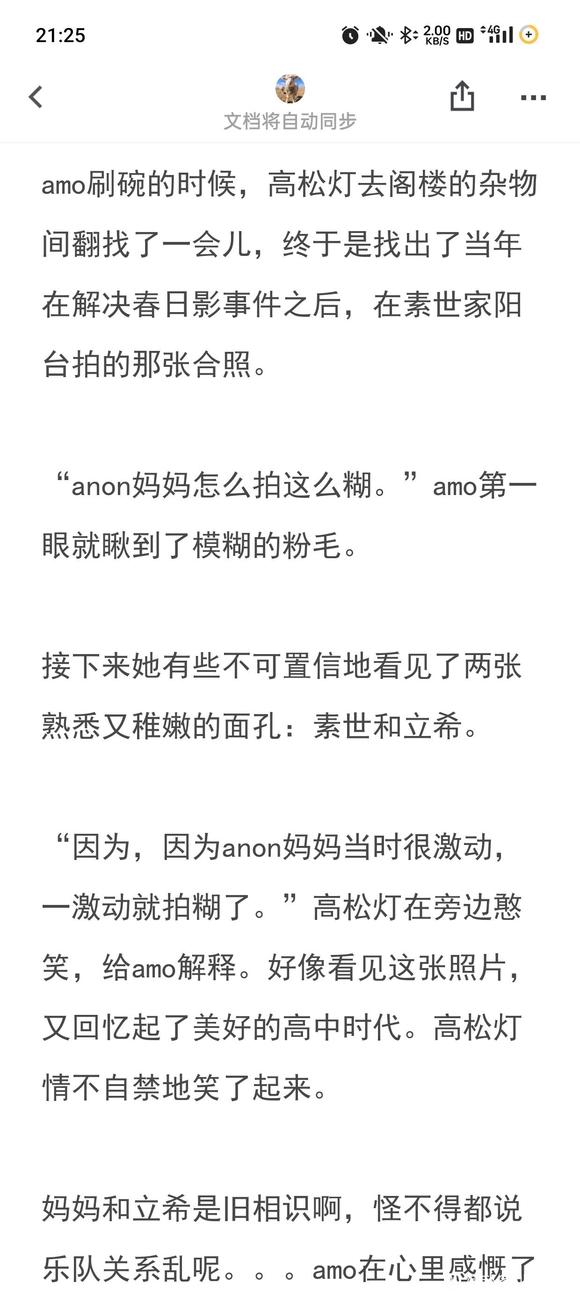 21:25
2.00
KB/S
HD
4G
文档将自动同步
amo刷碗的时候，高松灯去阁楼的杂物
间翻找了一会儿，终于是找出了当年
在解决春日影事件之后，在素世家阳
台拍的那张合照。
“anon妈妈怎么拍这么糊。”amo第一
眼就瞅到了模糊的粉毛。
接下来她有些不可置信地看见了两张
熟悉又稚嫩的面孔：素世和立希。
“因为，因为anon妈妈当时很激动，
一激动就拍糊了。”高松灯在旁边憨
笑，给amo解释。好像看见这张照片，
又回忆起了美好的高中时代。高松灯
情不自禁地笑了起来。
妈妈和立希是旧相识啊，怪不得都说
乐队关系乱呢。。。amo在心里感慨了